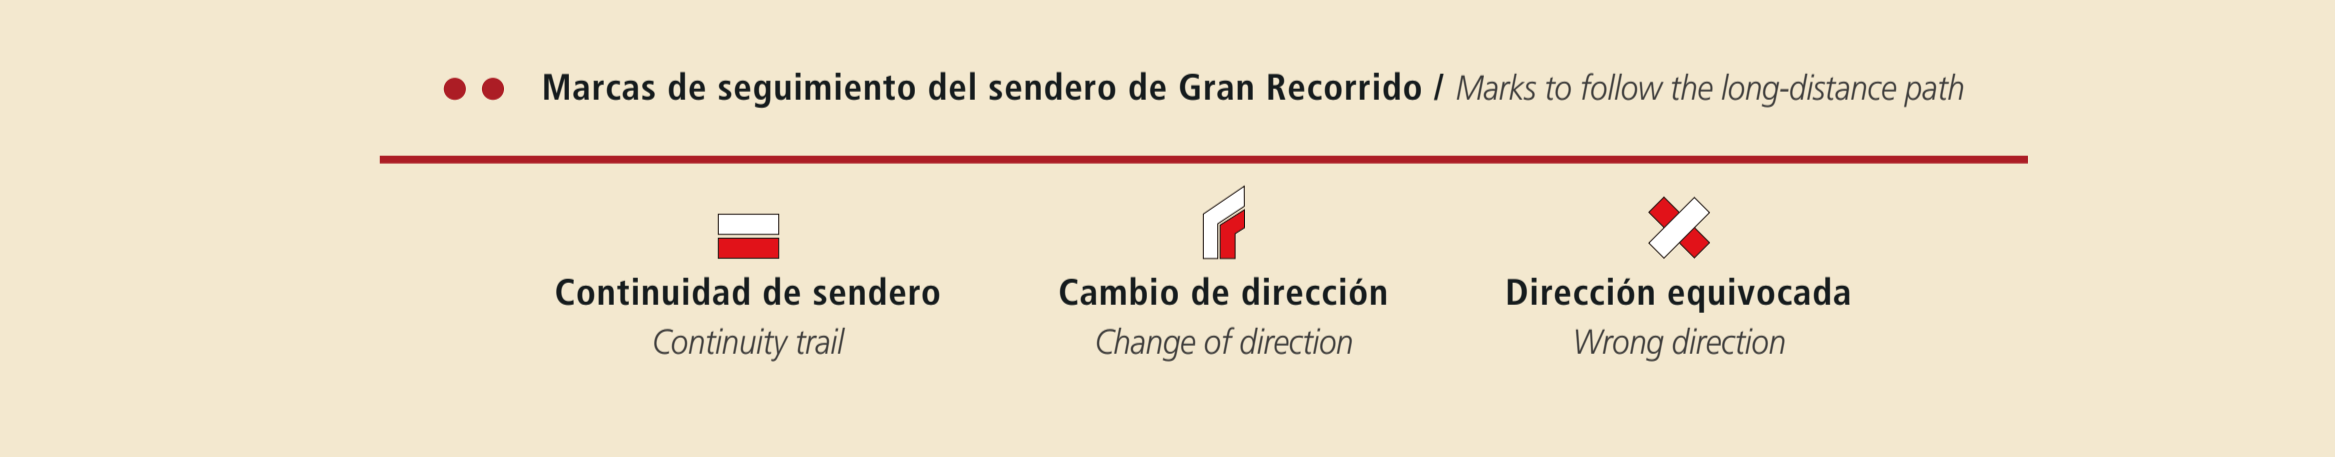 Marcas de seguimiento del sendero de Gran Recorrido / Marks to follow the long-distance path
Continuidad de sendero
Continuity trail
Cambio de dirección
Change of direction
Dirección equivocada
Wrong direction